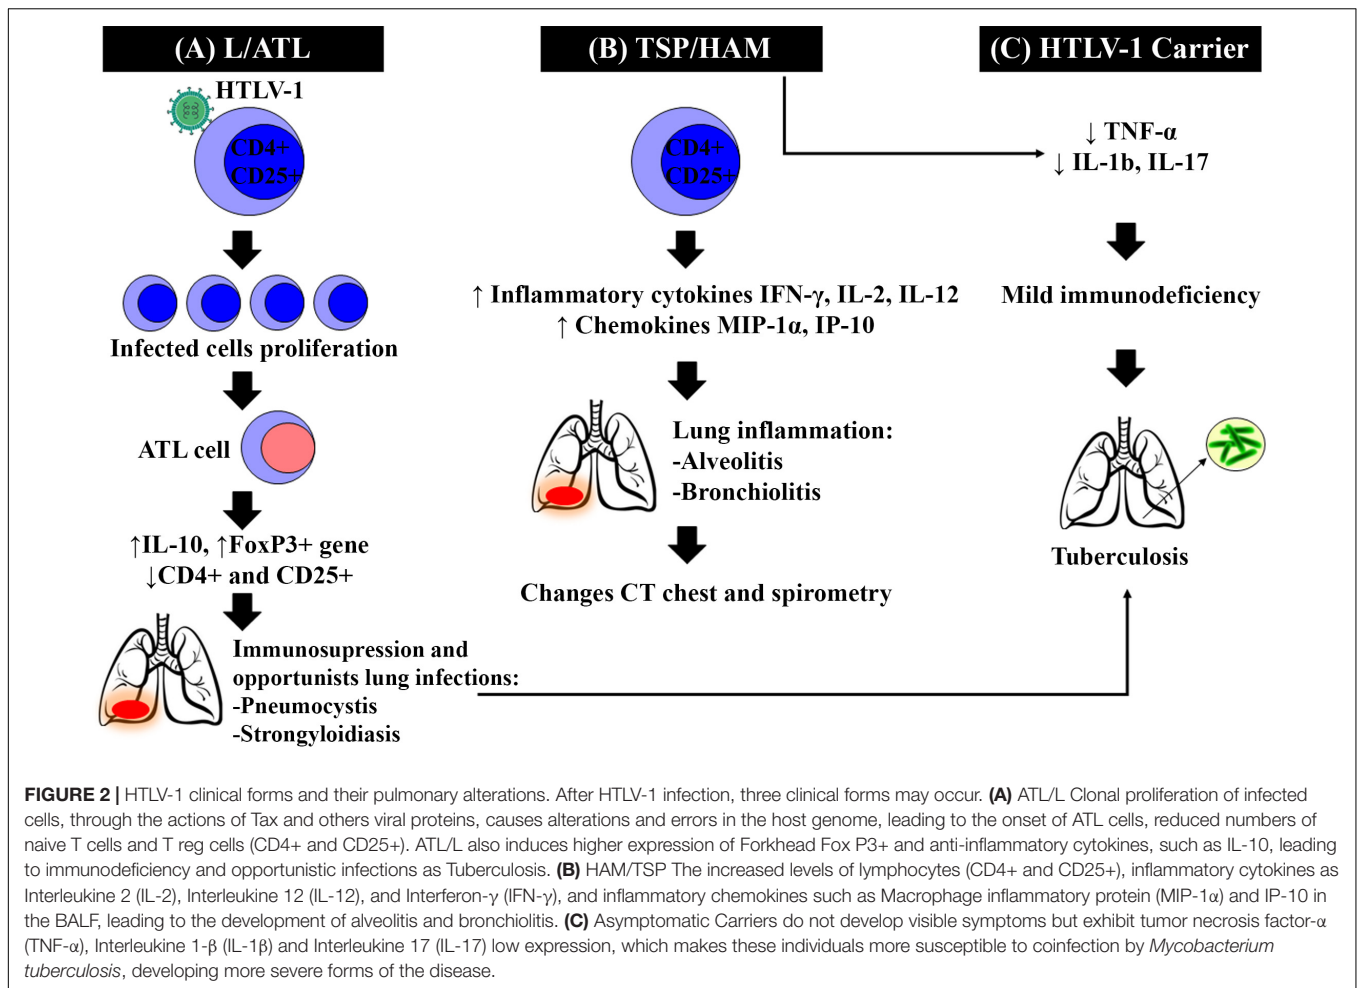 (A) L/ATL
HTLV-1
CD4+
CD25+
Infected cells proliferation
ATL cell
↑IL-10, ↑FoxP3+ gene
↓CD4+ and CD25+
Immunosupression and
opportunists lung infections:
-Pneumocystis
-Strongyloidiasis
(B) TSP/HAM
CD4+
CD25+
↑ Inflammatory cytokines IFN-γ, IL-2, IL-12
↑ Chemokines MIP-1α, IP-10
Lung inflammation:
-Alveolitis
-Bronchiolitis
Changes CT chest and spirometry
(C) HTLV-1 Carrier
↓ TNF-α
↓ IL-1b, IL-17
Mild immunodeficiency
Tuberculosis
FIGURE 2 | HTLV-1 clinical forms and their pulmonary alterations. After HTLV-1 infection, three clinical forms may occur. (A) ATL/L Clonal proliferation of infected
cells, through the actions of Tax and others viral proteins, causes alterations and errors in the host genome, leading to the onset of ATL cells, reduced numbers of
naive T cells and T reg cells (CD4+ and CD25+). ATL/L also induces higher expression of Forkhead Fox P3+ and anti-inflammatory cytokines, such as IL-10, leading
to immunodeficiency and opportunistic infections as Tuberculosis. (B) HAM/TSP The increased levels of lymphocytes (CD4+ and CD25+), inflammatory cytokines as
Interleukine 2 (IL-2), Interleukine 12 (IL-12), and Interferon-γ (IFN-γ), and inflammatory chemokines such as Macrophage inflammatory protein (MIP-1α) and IP-10 in
the BALF, leading to the development of alveolitis and bronchiolitis. (C) Asymptomatic Carriers do not develop visible symptoms but exhibit tumor necrosis factor-α
(TNF-α), Interleukine 1-β (IL-1β) and Interleukine 17 (IL-17) low expression, which makes these individuals more susceptible to coinfection by Mycobacterium
tuberculosis, developing more severe forms of the disease.